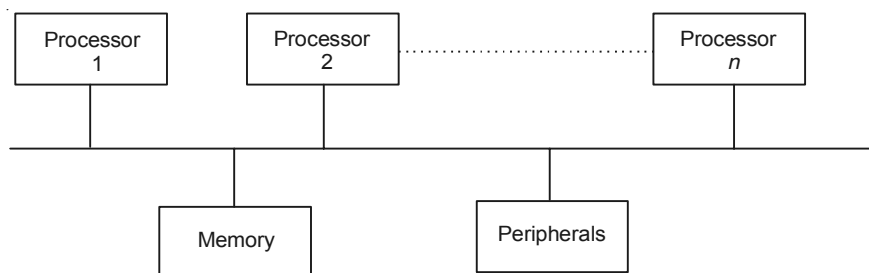 Processor
1
Processor
2
Processor
n
Memory
Peripherals